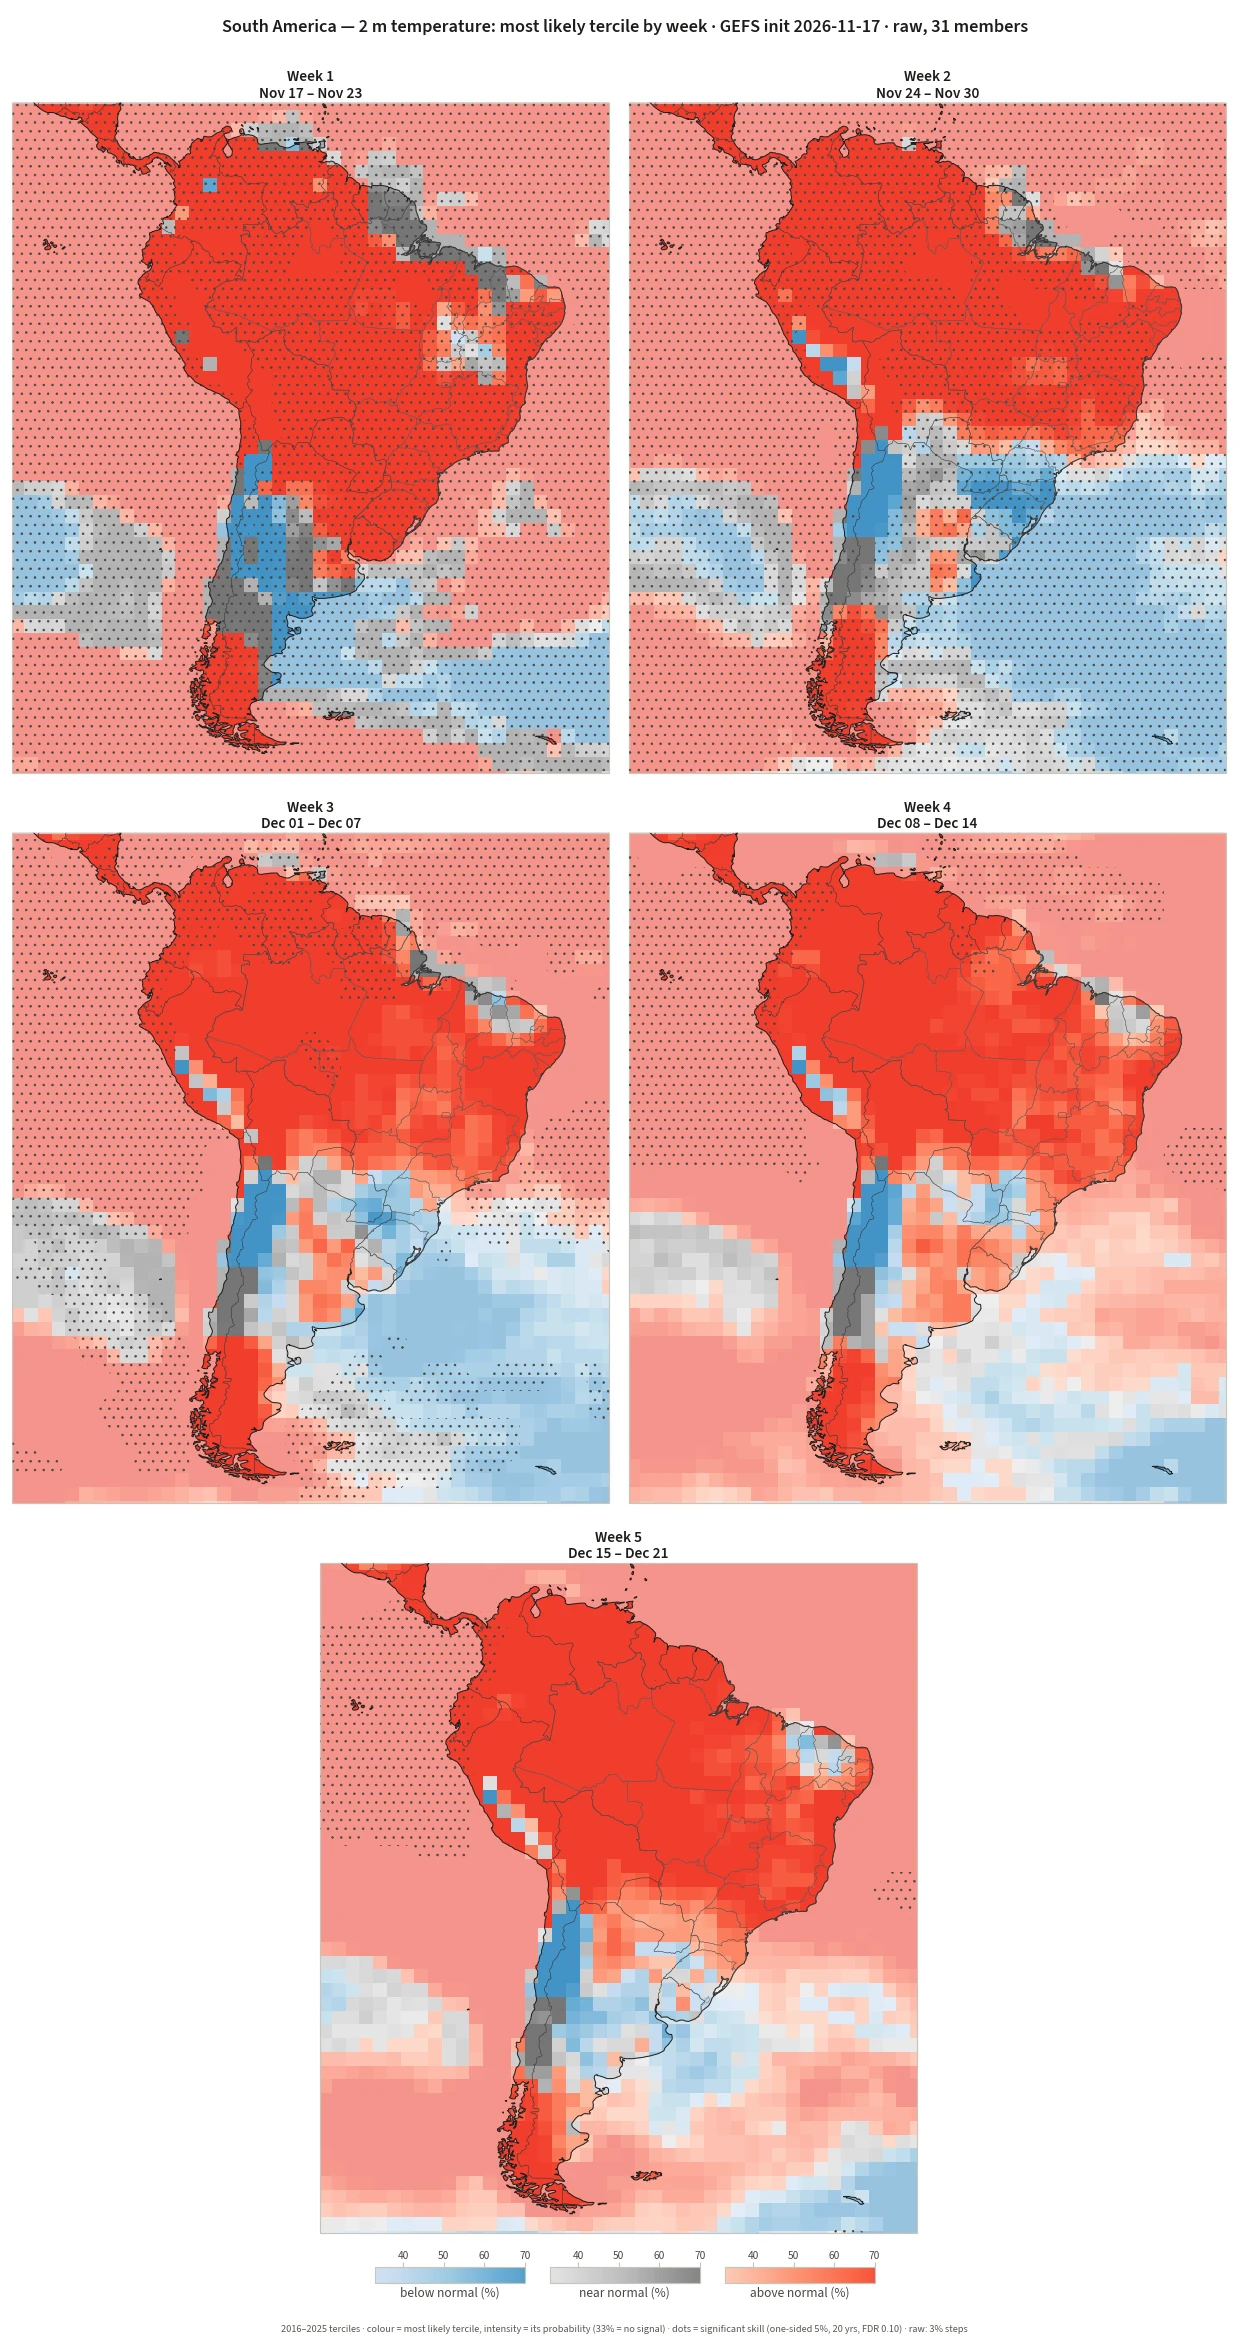 South America — 2 m temperature: most likely tercile by week · GEFS init 2026-11-17 · raw, 31 members
Week 1
Nov 17 – Nov 23
Week 2
Nov 24 – Nov 30
Week 3
Dec 01 – Dec 07
Week 4
Dec 08 – Dec 14
Week 5
Dec 15 – Dec 21
40 50 60 70
below normal (%)
40 50 60 70
near normal (%)
40 50 60 70
above normal (%)
2016–2025 terciles · colour = most likely tercile, intensity = its probability (33% = no signal) · dots = significant skill (one-sided 5%, 20 yrs, FDR 0.10) · raw: 3% steps